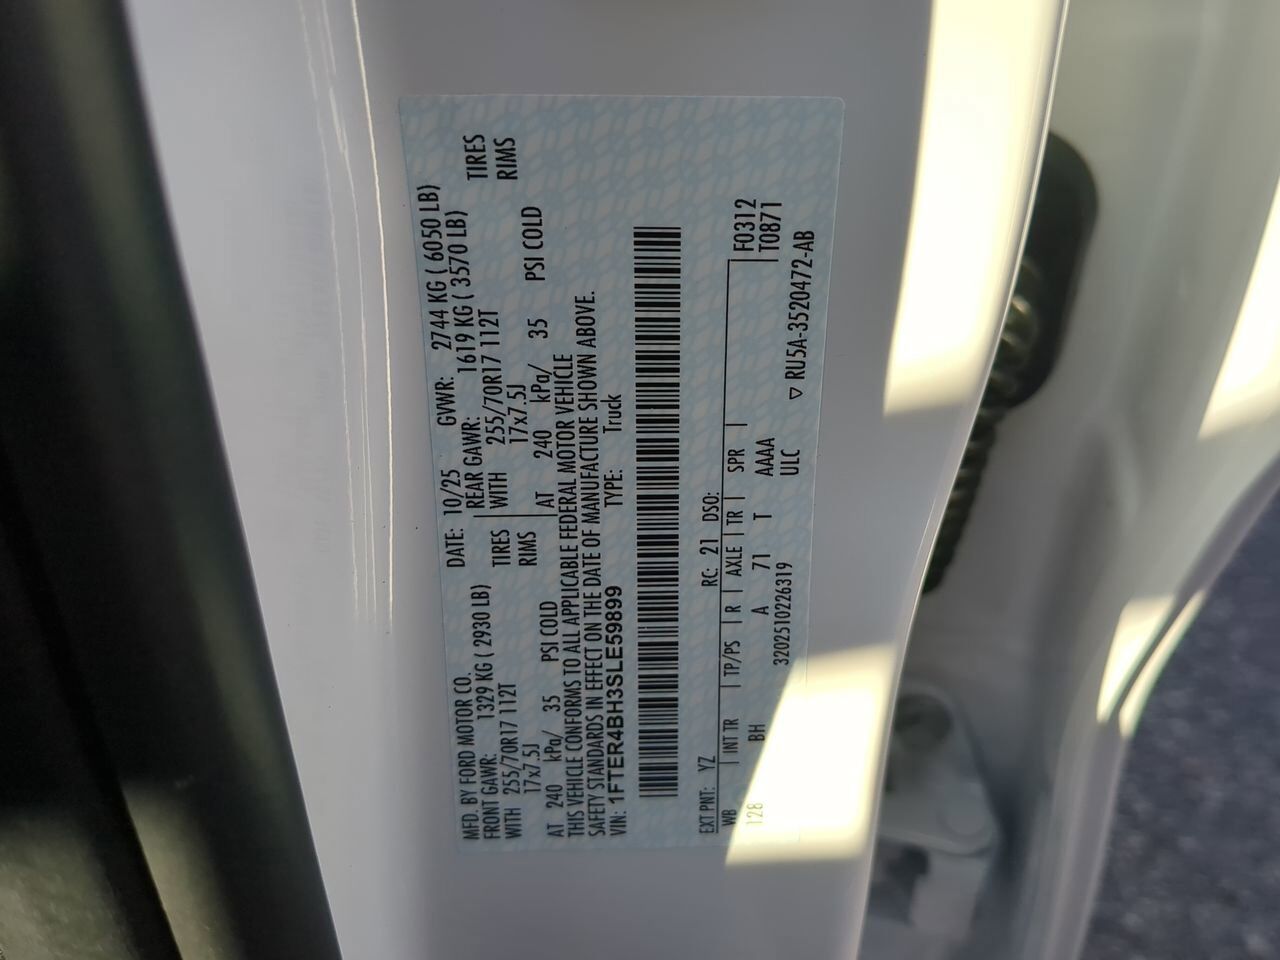 MFD. BY FORD MOTOR CO. DATE: 10/25 GVWR: 2744 KG ( 6050 LB)
FRONT GAWR: 1329 KG ( 2930 LB) REAR GAWR: 1619 KG ( 3570 LB)
WITH 255/70R17 112T TIRES WITH 255/70R17 112T TIRES
17x7.5J RIMS 17x7.5J RIMS
AT 240 kPa/ 35 PSI COLD AT 240 kPa/ 35 PSI COLD
THIS VEHICLE CONFORMS TO ALL APPLICABLE FEDERAL MOTOR VEHICLE
SAFETY STANDARDS IN EFFECT ON THE DATE OF MANUFACTURE SHOWN ABOVE.
VIN: 1FTER4BH3SLE59899 TYPE: Truck
EXT PNT: YZ RC: 21 DSO:
WB INT TR TP/PS R AXLE TR SPR F0312
128 BH A 71 T AAAA T0871
3202510226319 ULC
▽ RU5A-3520472-AB